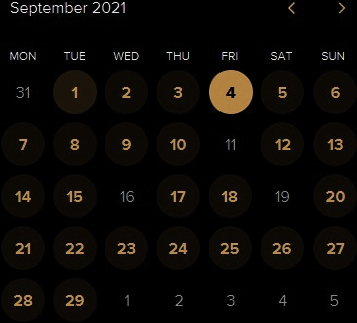 September 2021
MON TUE WED THU FRI SAT SUN
31 1 2 3 4 5 6
7 8 9 10 11 12 13
14 15 16 17 18 19 20
21 22 23 24 25 26 27
28 29 1 2 3 4 5